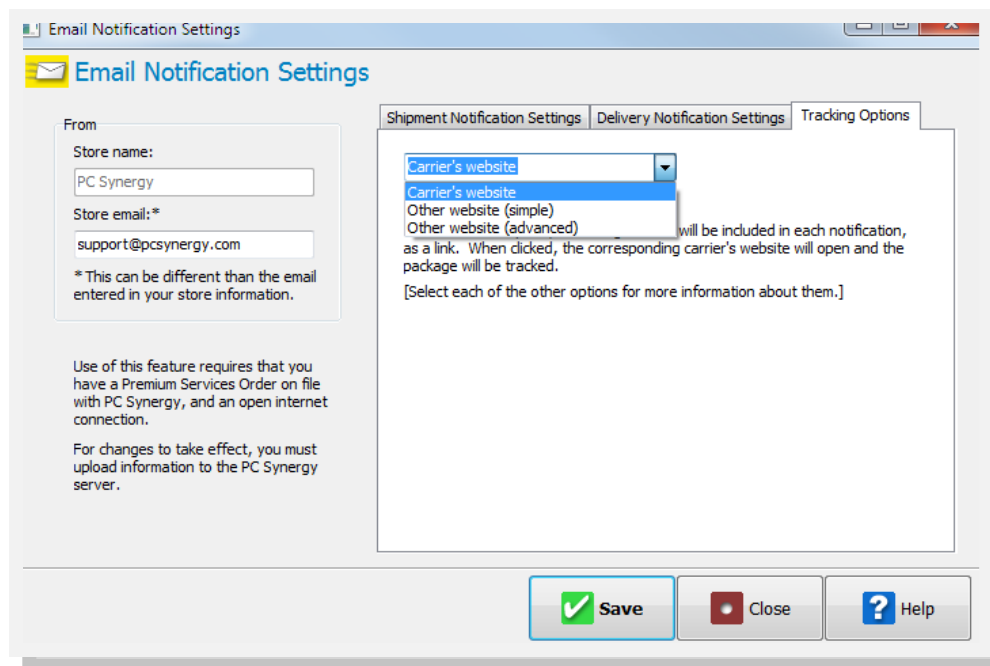 Email Notification Settings
Email Notification Settings
From
Store name:
PC Synergy
Store email:*
support@pcsynergy.com
* This can be different than the email
entered in your store information.
Use of this feature requires that you
have a Premium Services Order on file
with PC Synergy, and an open internet
connection.
For changes to take effect, you must
upload information to the PC Synergy
server.
Shipment Notification Settings
Delivery Notification Settings
Tracking Options
Carrier's website
Carrier's website
Other website (simple)
Other website (advanced)
will be included in each notification,
as a link. When clicked, the corresponding carrier's website will open and the
package will be tracked.
[Select each of the other options for more information about them.]
Save
Close
? Help